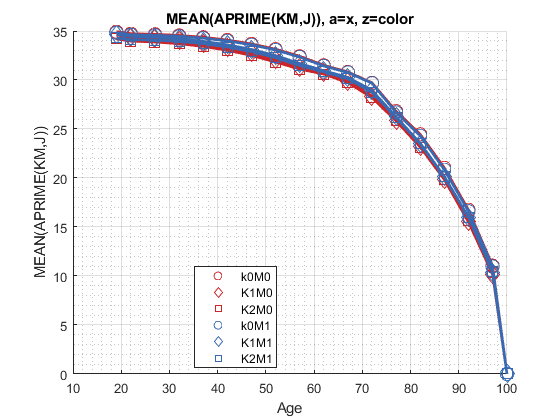 MEAN(APRIME(KM,J)), a=x, z=color
MEAN(APRIME(KM,J))
35
30
25
20
15
10
5
0
k0M0
K1M0
K2M0
k0M1
K1M1
K2M1
10 20 30 40 50 60 70 80 90 100
Age